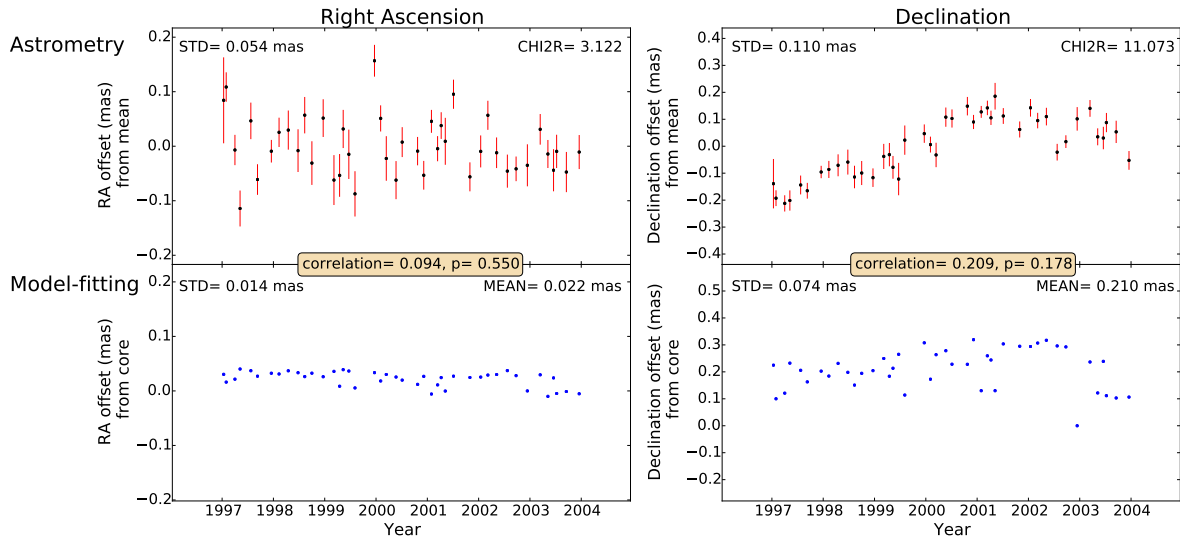 Right Ascension
Declination
Astrometry
Model-fitting
0.2
0.1
0.0
−0.1
−0.2
RA offset (mas)
from mean
STD= 0.054 mas
CHI2R= 3.122
0.4
0.3
0.2
0.1
0.0
−0.1
−0.2
−0.3
−0.4
Declination offset (mas)
from mean
STD= 0.110 mas
CHI2R= 11.073
correlation= 0.094, p= 0.550
correlation= 0.209, p= 0.178
0.2
0.1
0.0
−0.1
−0.2
RA offset (mas)
from core
STD= 0.014 mas
MEAN= 0.022 mas
0.5
0.4
0.3
0.2
0.1
0.0
−0.1
−0.2
Declination offset (mas)
from core
STD= 0.074 mas
MEAN= 0.210 mas
1997 1998 1999 2000 2001 2002 2003 2004
Year
1997 1998 1999 2000 2001 2002 2003 2004
Year